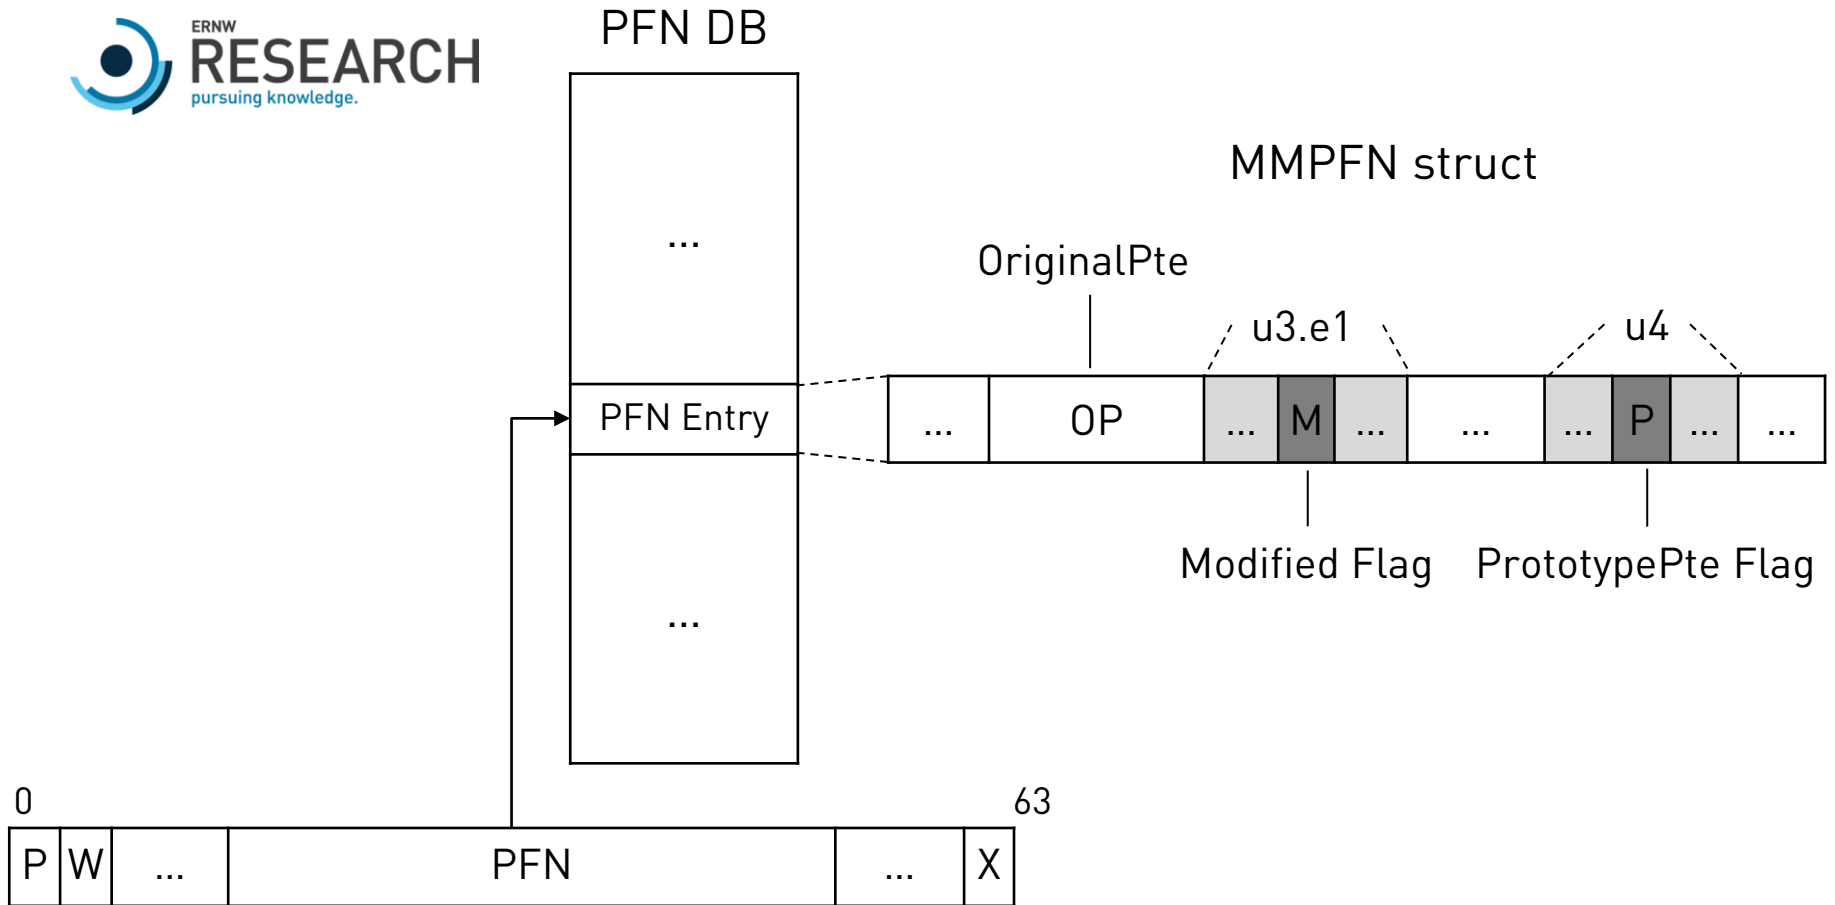 ERNW
RESEARCH
pursuing knowledge.
PFN DB
MMPFN struct
...
OriginalPte
u3.e1
u4
PFN Entry
... OP ... M ... ... ... P ... ...
Modified Flag PrototypePte Flag
...
0 63
P W ... PFN ... X